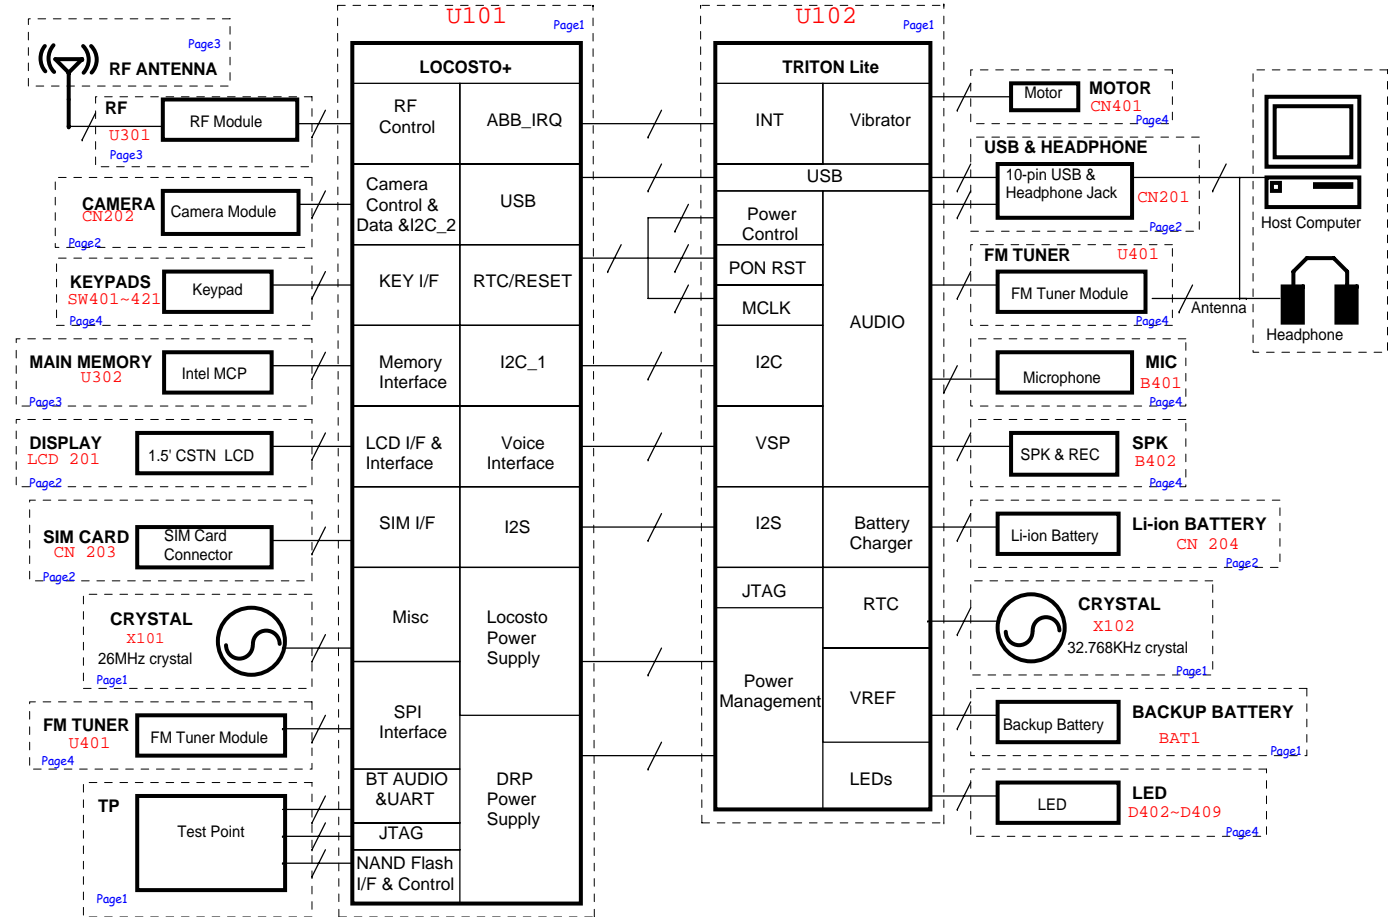 Page3
RF ANTENNA
RF
U301
Page3
RF Module
CAMERA
CN202
Page2
Camera Module
KEYPADS
SW401~421
Page4
Keypad
MAIN MEMORY
U302
Page3
Intel MCP
DISPLAY
LCD 201
Page2
1.5' CSTN LCD
SIM CARD
CN 203
Page2
SIM Card
Connector
CRYSTAL
X101
26MHz crystal
Page1
FM TUNER
U401
Page4
FM Tuner Module
TP
Test Point
Page1
U101
Page1
LOCOSTO+
RF
Control
ABB_IRQ
Camera
Control &
Data &I2C_2
USB
KEY I/F
RTC/RESET
Memory
Interface
I2C_1
LCD I/F &
Interface
Voice
Interface
SIM I/F
I2S
Misc
Locosto
Power
Supply
SPI
Interface
BT AUDIO
&UART
DRP
Power
Supply
JTAG
NAND Flash
I/F & Control
U102
Page1
TRITON Lite
INT
Vibrator
USB
Power
Control
PON RST
MCLK
AUDIO
I2C
VSP
I2S
Battery
Charger
JTAG
RTC
Power
Management
VREF
LEDs
Motor
MOTOR
CN401
Page4
USB & HEADPHONE
10-pin USB &
Headphone Jack
CN201
Page2
FM TUNER
U401
FM Tuner Module
Page4
Antenna
Host Computer
Headphone
MIC
B401
Microphone
Page4
SPK
B402
SPK & REC
Page4
Li-ion BATTERY
CN 204
Li-ion Battery
Page2
CRYSTAL
X102
32.768KHz crystal
Page1
BACKUP BATTERY
BAT1
Backup Battery
Page1
LED
D402~D409
LED
Page4